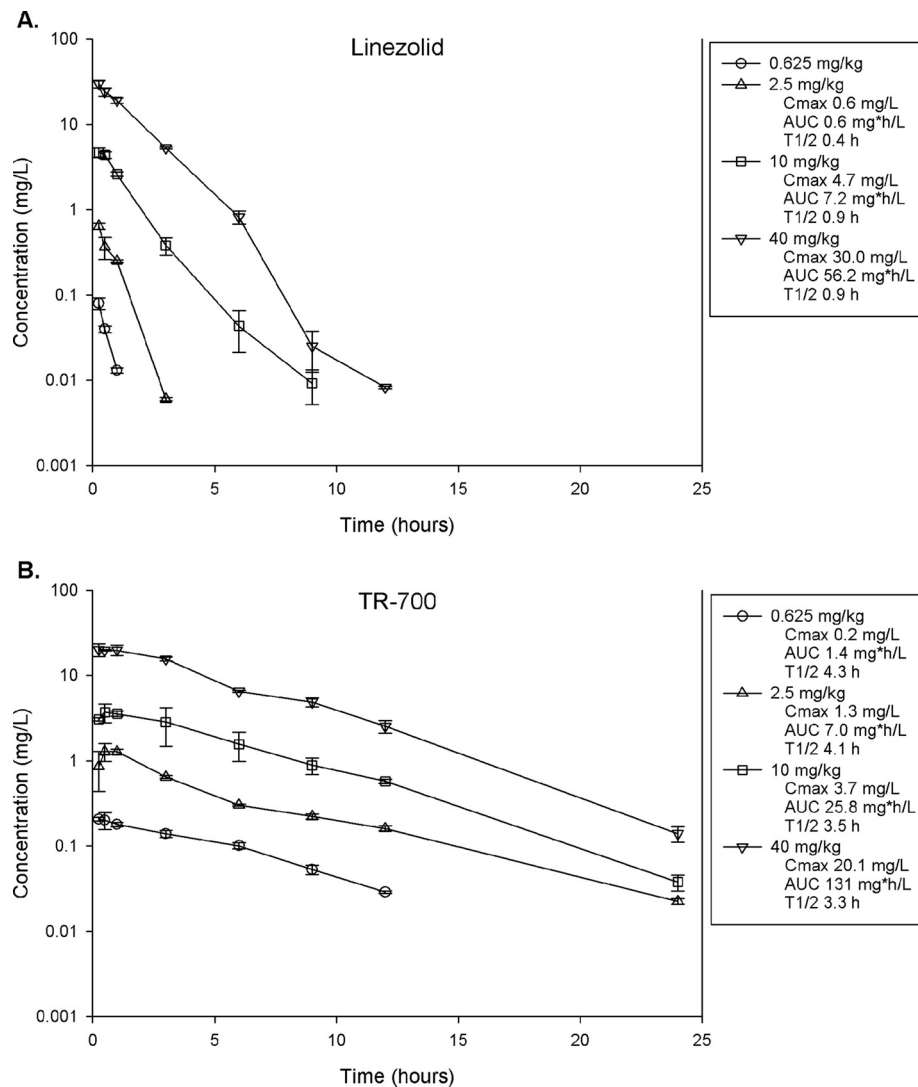 A.
Linezolid
100
10
1
0.1
0.01
0.001
Concentration (mg/L)
0 5 10 15 20 25
Time (hours)
0.625 mg/kg
2.5 mg/kg
Cmax 0.6 mg/L
AUC 0.6 mg*h/L
T1/2 0.4 h
10 mg/kg
Cmax 4.7 mg/L
AUC 7.2 mg*h/L
T1/2 0.9 h
40 mg/kg
Cmax 30.0 mg/L
AUC 56.2 mg*h/L
T1/2 0.9 h
B.
TR-700
100
10
1
0.1
0.01
0.001
Concentration (mg/L)
0 5 10 15 20 25
Time (hours)
0.625 mg/kg
Cmax 0.2 mg/L
AUC 1.4 mg*h/L
T1/2 4.3 h
2.5 mg/kg
Cmax 1.3 mg/L
AUC 7.0 mg*h/L
T1/2 4.1 h
10 mg/kg
Cmax 3.7 mg/L
AUC 25.8 mg*h/L
T1/2 3.5 h
40 mg/kg
Cmax 20.1 mg/L
AUC 131 mg*h/L
T1/2 3.3 h